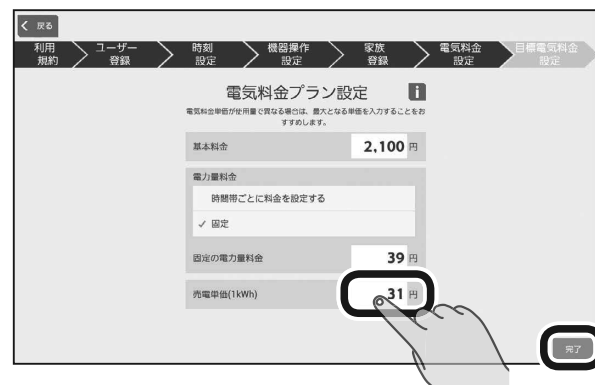 戻る
利用規約
ユーザー登録
時刻設定
機器操作設定
家族登録
電気料金設定
目標電気料金設定
電気料金プラン設定 i
電気料金単価が使用量で異なる場合は、最大となる単価を入力することをお
すすめします。
基本料金 2,100 円
電力量料金
時間帯ごとに料金を設定する
✓ 固定
固定の電力量料金 39 円
売電単価(1kWh) 31 円
完了